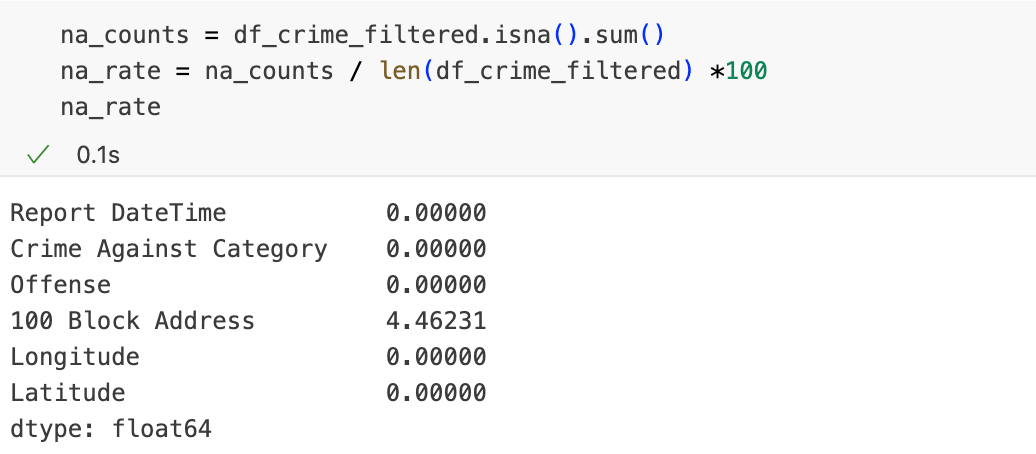 na_counts = df_crime_filtered.isna().sum()
na_rate = na_counts / len(df_crime_filtered) *100
na_rate
✓ 0.1s
Report DateTime 0.00000
Crime Against Category 0.00000
Offense 0.00000
100 Block Address 4.46231
Longitude 0.00000
Latitude 0.00000
dtype: float64